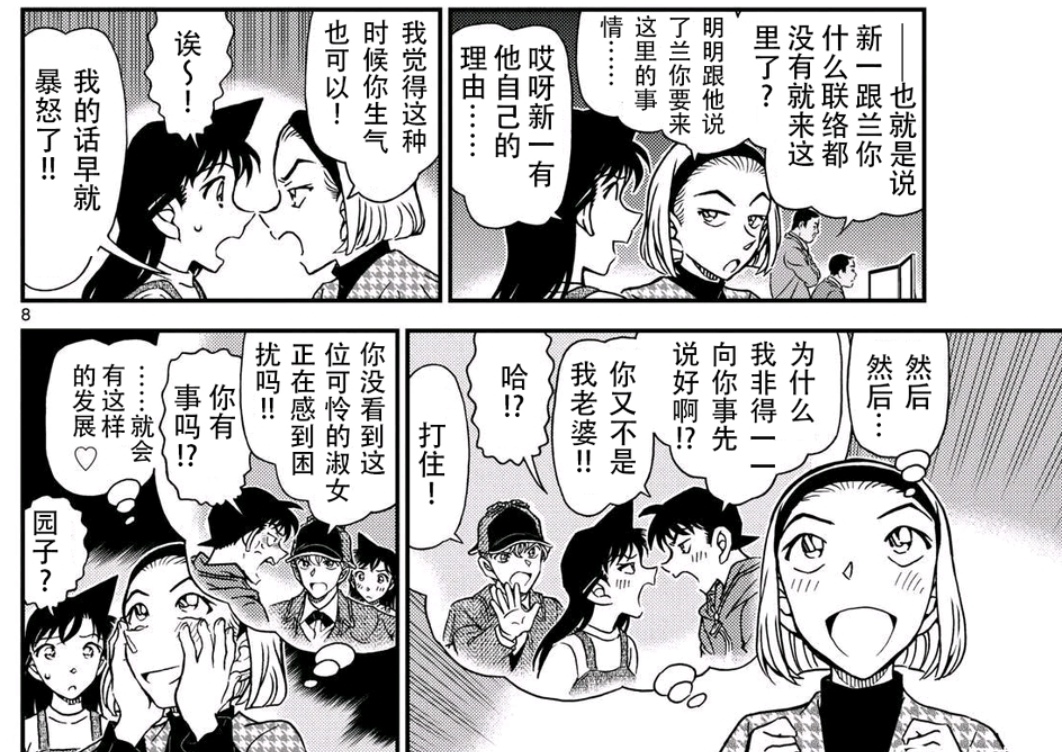 ——也就是说
新一跟兰你
什么联络都
没有就来这
里了？
明明跟他说
了兰你要来
这里的事
情……
哎呀新一有
他自己的
理由……
我觉得这种
时候你生气
也可以！
诶～！
我的话早就
暴怒了!!
8
然后
然后…
为什么
我非得一一
向你事先
说好啊!?
你又不是
我老婆!!
哈!?
打住！
你没看到这
位可怜的淑女
正在感到困
扰吗!!
你有
事吗!?
……就会
有这样
的发展
♡
园子？